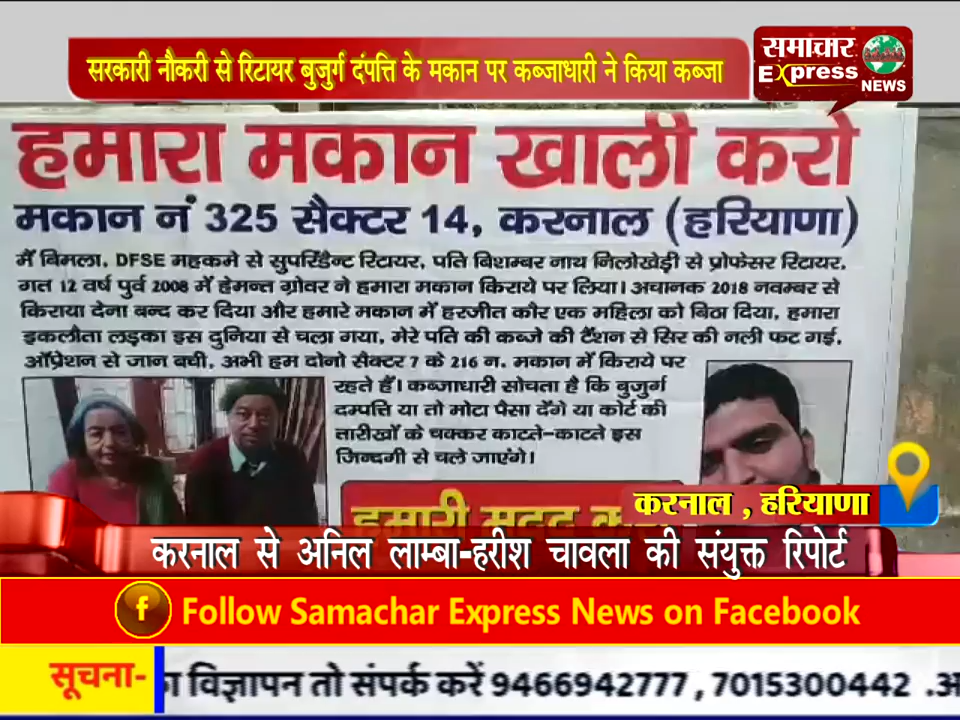 सरकारी नौकरी से रिटायर बुजुर्ग दंपत्ति के मकान पर कब्जाधारी ने किया कब्जा
समाचार
Express
NEWS
हमारा मकान खाली करो
मकान नं 325 सैक्टर 14, करनाल (हरियाणा)
मैं बिमला, DFSE महकमे से सुपरिंडैन्ट रिटायर, पति बिशम्बर नाथ निलोखेड़ी से प्रोफेसर रिटायर,
गत 12 वर्ष पुर्व 2008 में हेमन्त ग्रोवर ने हमारा मकान किराये पर लिया। अचानक 2018 नवम्बर से
किराया देना बन्द कर दिया और हमारे मकान में हरजीत कौर एक महिला को बिठा दिया, हमारा
इकलौता लड़का इस दुनिया से चला गया, मेरे पति की कब्जे की टैंशन से सिर की नली फट गई,
ऑप्रेशन से जान बची, अभी हम दोनो सैक्टर 7 के 216 न. मकान में किराये पर
रहते हैं। कब्जाधारी सोचता है कि बुजुर्ग
दम्पत्ति या तो मोटा पैसा देंगे या कोर्ट की
तारीखों के चक्कर काटते-काटते इस
जिन्दगी से चले जाएंगे।
हमारी मदद
करनाल , हरियाणा
करनाल से अनिल लाम्बा-हरीश चावला की संयुक्त रिपोर्ट
f Follow Samachar Express News on Facebook
सूचना- विज्ञापन तो संपर्क करें 9466942777 , 7015300442 .